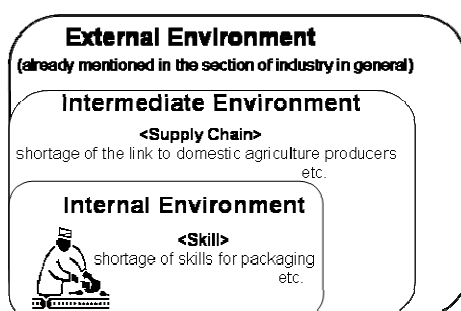 External Environment
(already mentioned in the section of industry in general)
Intermediate Environment
<Supply Chain>
shortage of the link to domestic agriculture producers
etc.
Internal Environment
<Skill>
shortage of skills for packaging
etc.